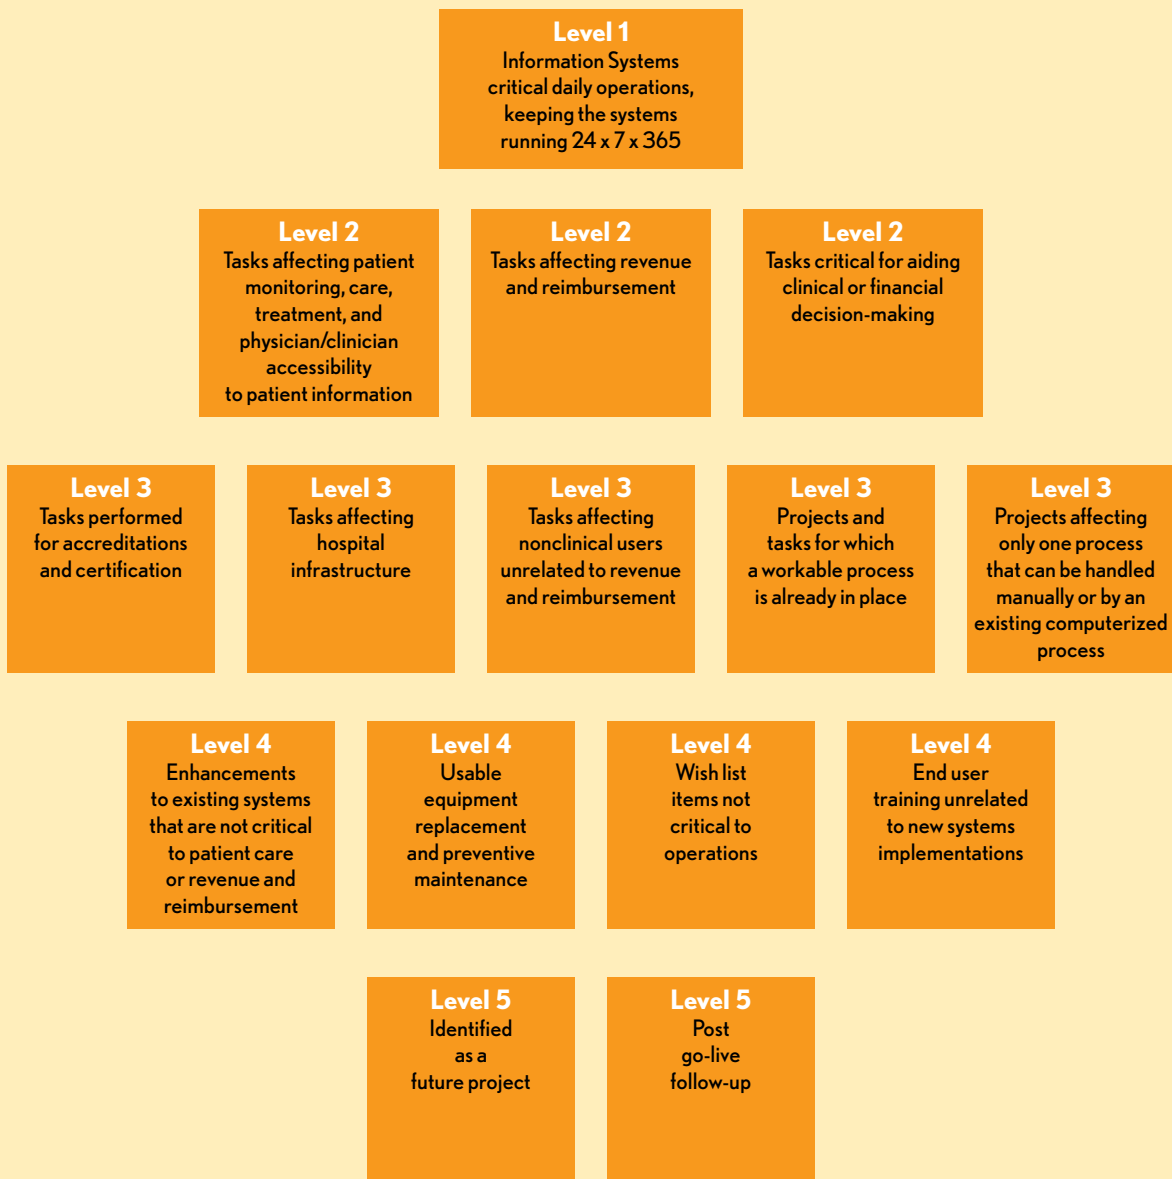 Level 1
Information Systems
critical daily operations,
keeping the systems
running 24 x 7 x 365
Level 2
Tasks affecting patient
monitoring, care,
treatment, and
physician/clinician
accessibility
to patient information
Level 2
Tasks affecting revenue
and reimbursement
Level 2
Tasks critical for aiding
clinical or financial
decision-making
Level 3
Tasks performed
for accreditations
and certification
Level 3
Tasks affecting
hospital
infrastructure
Level 3
Tasks affecting
nonclinical users
unrelated to revenue
and reimbursement
Level 3
Projects and
tasks for which
a workable process
is already in place
Level 3
Projects affecting
only one process
that can be handled
manually or by an
existing computerized
process
Level 4
Enhancements
to existing systems
that are not critical
to patient care
or revenue and
reimbursement
Level 4
Usable
equipment
replacement
and preventive
maintenance
Level 4
Wish list
items not
critical to
operations
Level 4
End user
training unrelated
to new systems
implementations
Level 5
Identified
as a
future project
Level 5
Post
go-live
follow-up